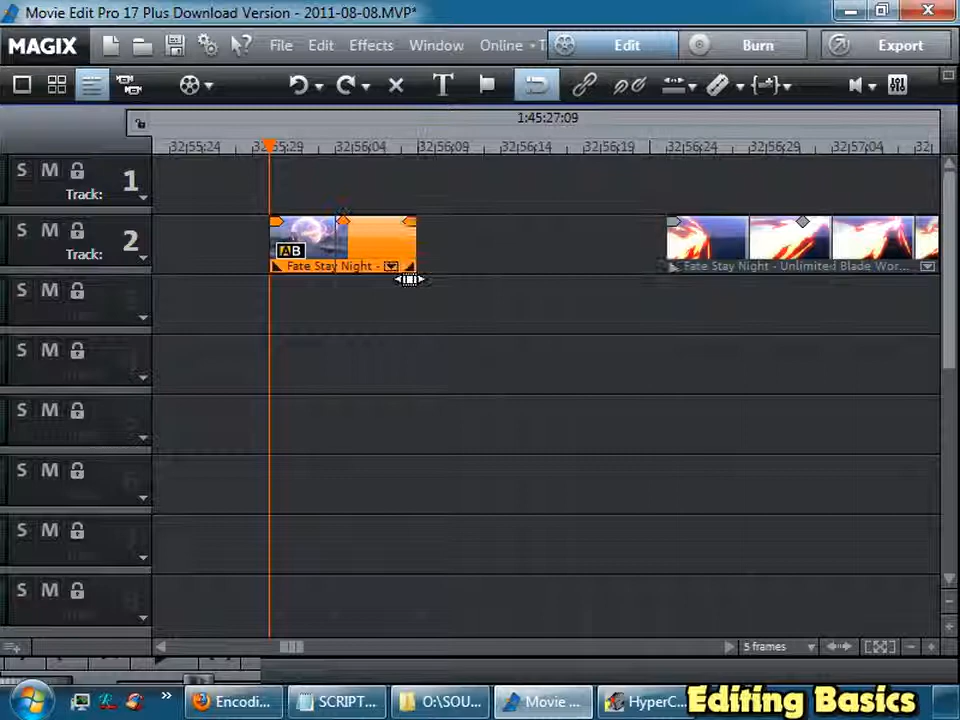 Movie Edit Pro 17 Plus Download Version - 2011-08-08.MVP*
MAGIX File Edit Effects Window Online T Edit Burn Export
1:45:27:09
32:55:24 32:55:29 32:56:04 32:56:09 32:56:14 32:56:19 32:56:24 32:56:29 32:57:04 32:
S M Track: 1
S M Track: 2
AB
Fate Stay Night -
Fate Stay Night - Unlimited Blade Wor...
S M
S M
S M
S M
S M
S M
5 frames
Encodi... SCRIPT... O:\SOU... Movie ... HyperC...
Editing Basics